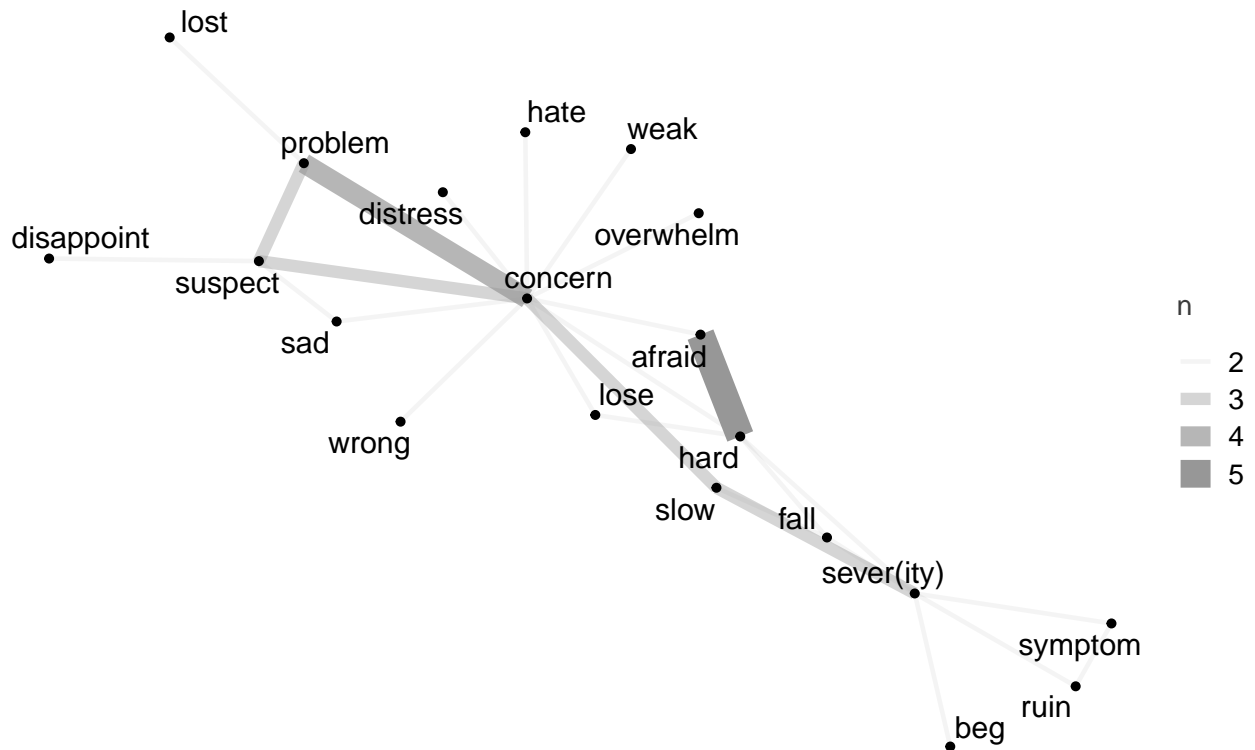 lost
hate
weak
problem
distress
overwhelm
disappoint
suspect
concern
sad
afraid
lose
wrong
hard
slow
fall
sever(ity)
symptom
ruin
beg
n
2
3
4
5